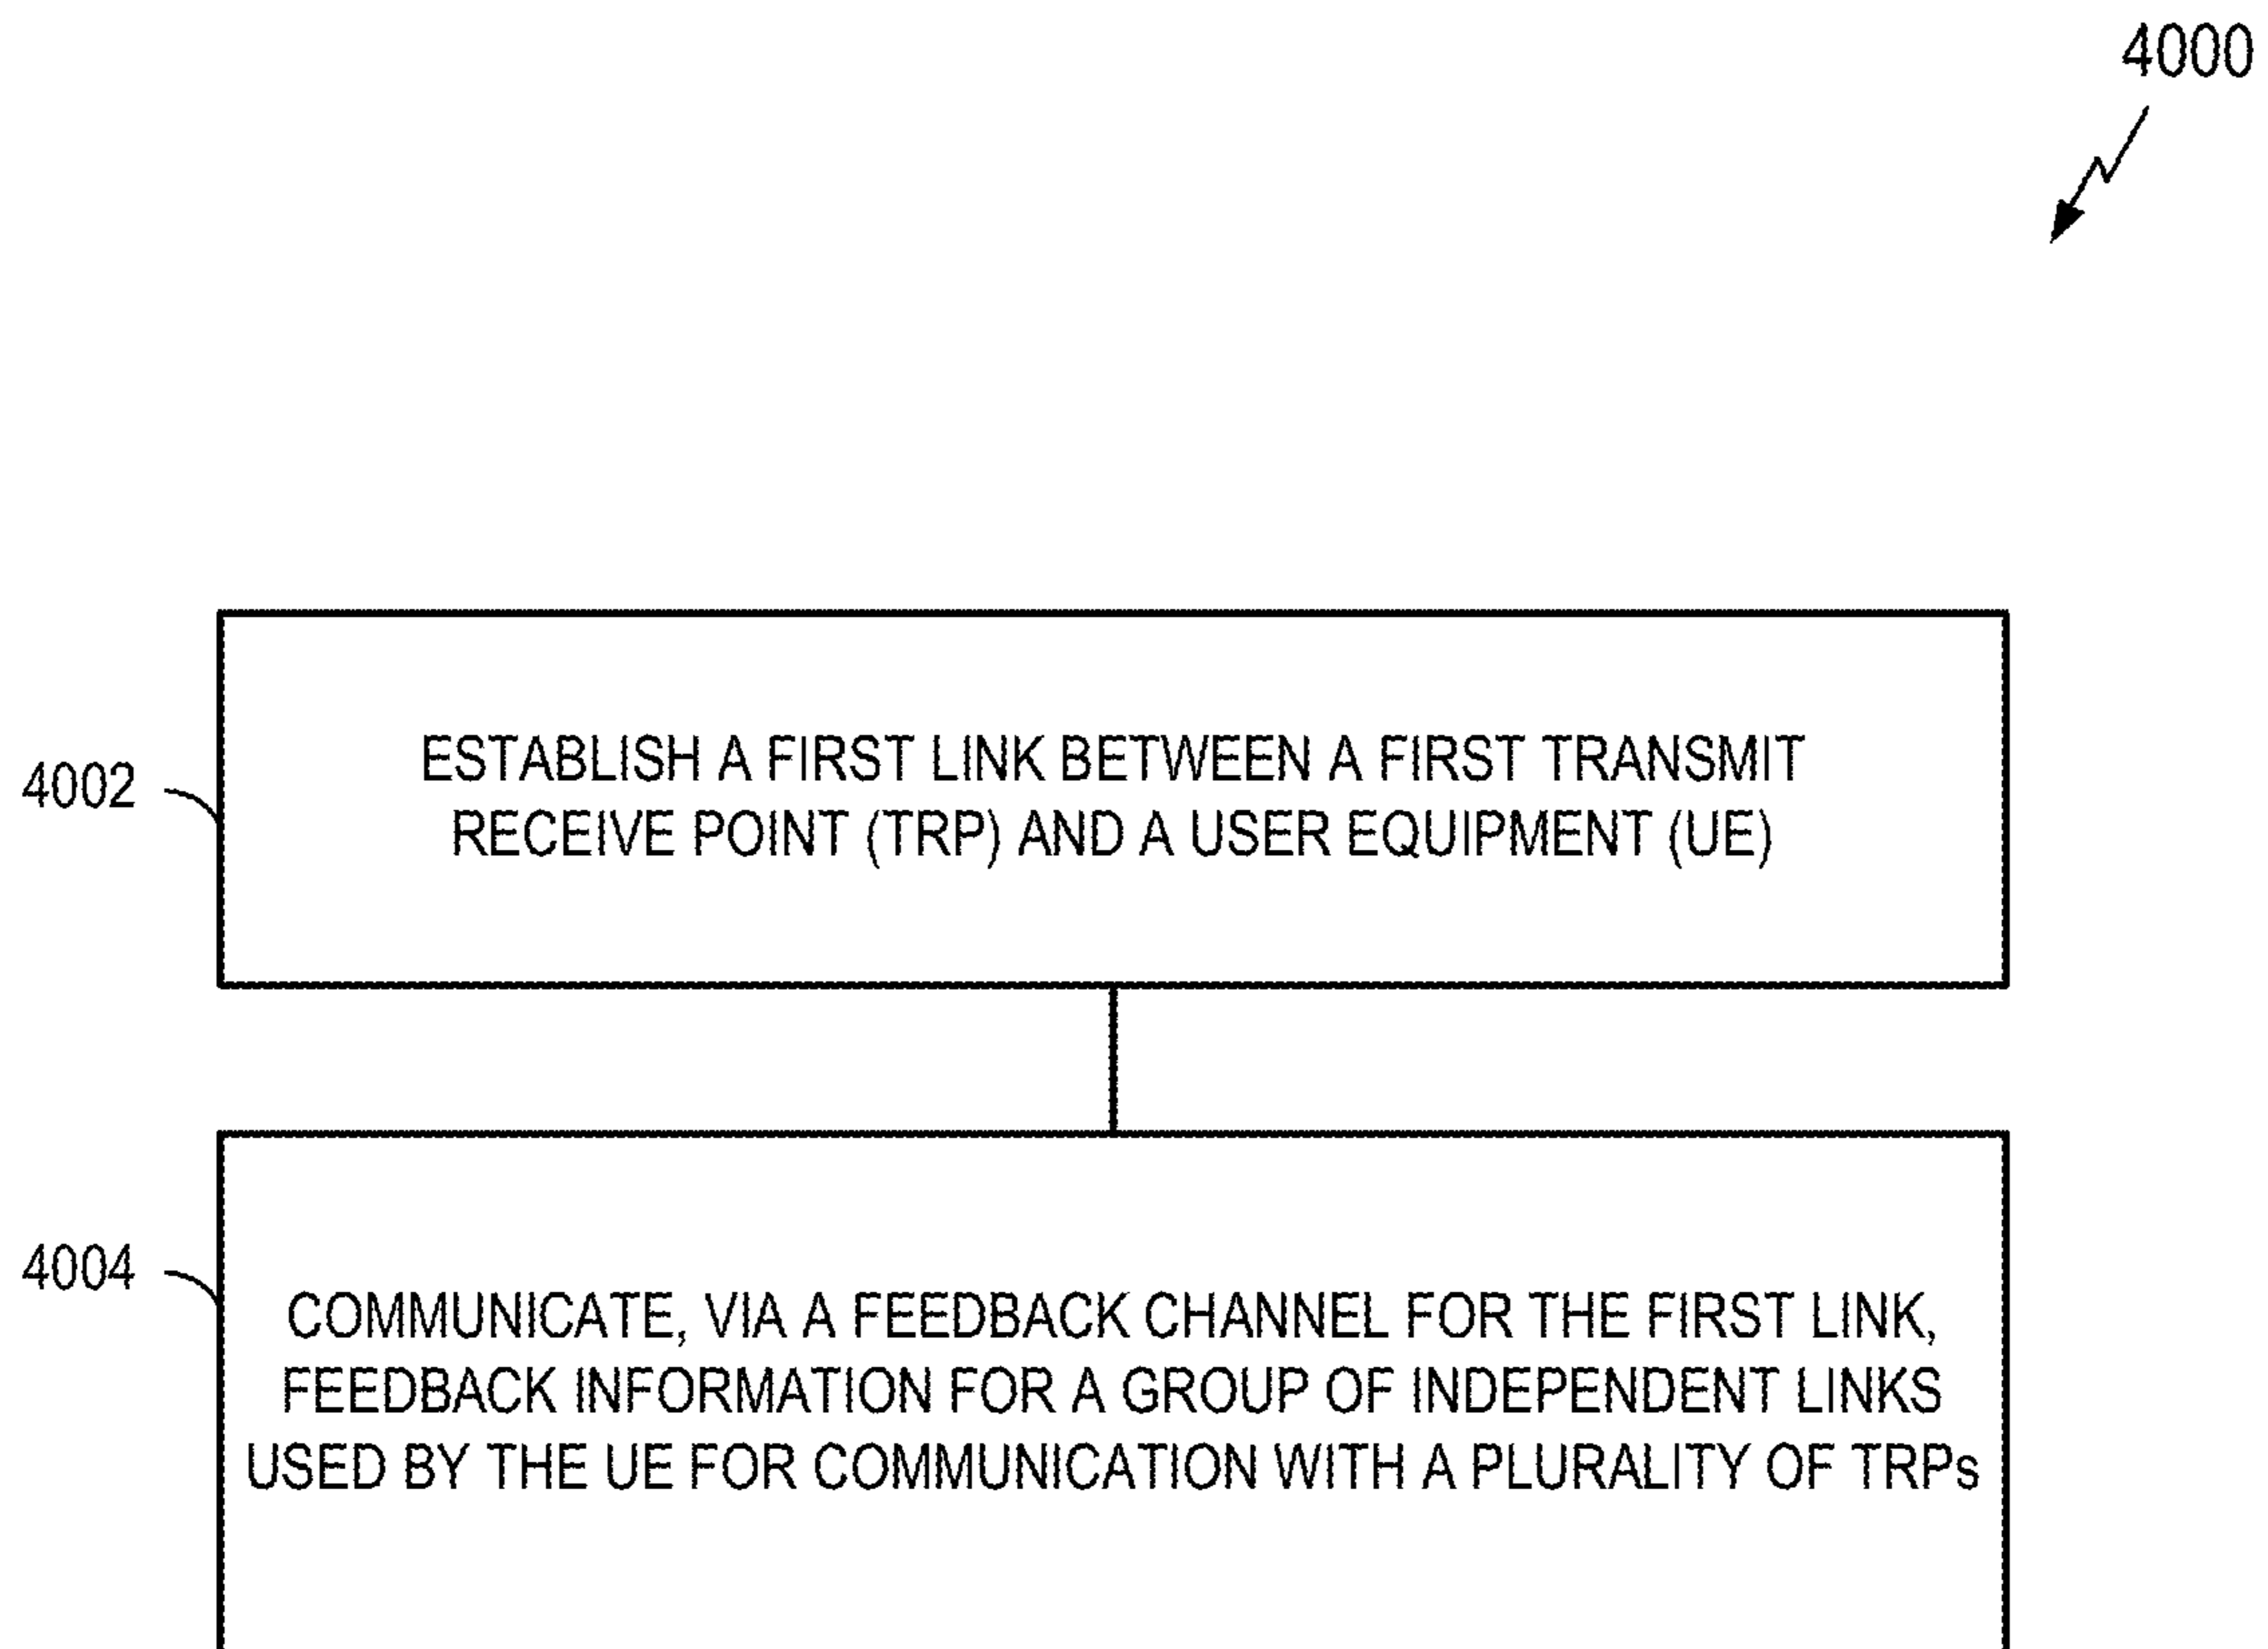 4000
4002
ESTABLISH A FIRST LINK BETWEEN A FIRST TRANSMIT
RECEIVE POINT (TRP) AND A USER EQUIPMENT (UE)
4004
COMMUNICATE, VIA A FEEDBACK CHANNEL FOR THE FIRST LINK,
FEEDBACK INFORMATION FOR A GROUP OF INDEPENDENT LINKS
USED BY THE UE FOR COMMUNICATION WITH A PLURALITY OF TRPs